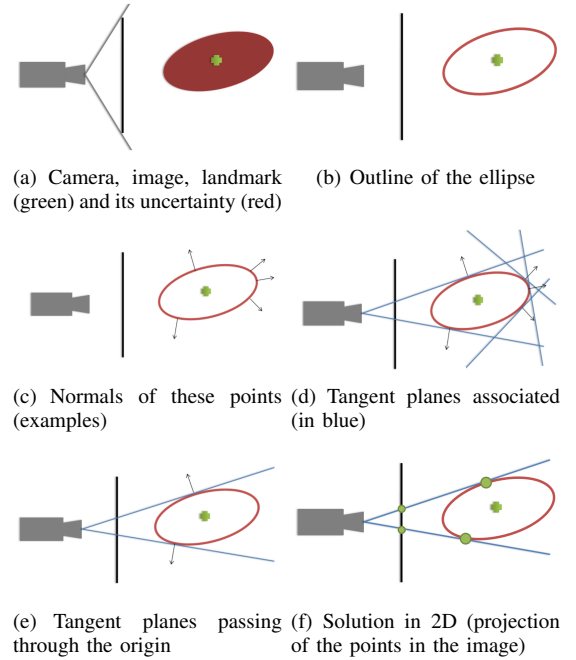 (a) Camera, image, landmark
(green) and its uncertainty (red)
(b) Outline of the ellipse
(c) Normals of these points
(examples)
(d) Tangent planes associated
(in blue)
(e) Tangent planes passing
through the origin
(f) Solution in 2D (projection
of the points in the image)